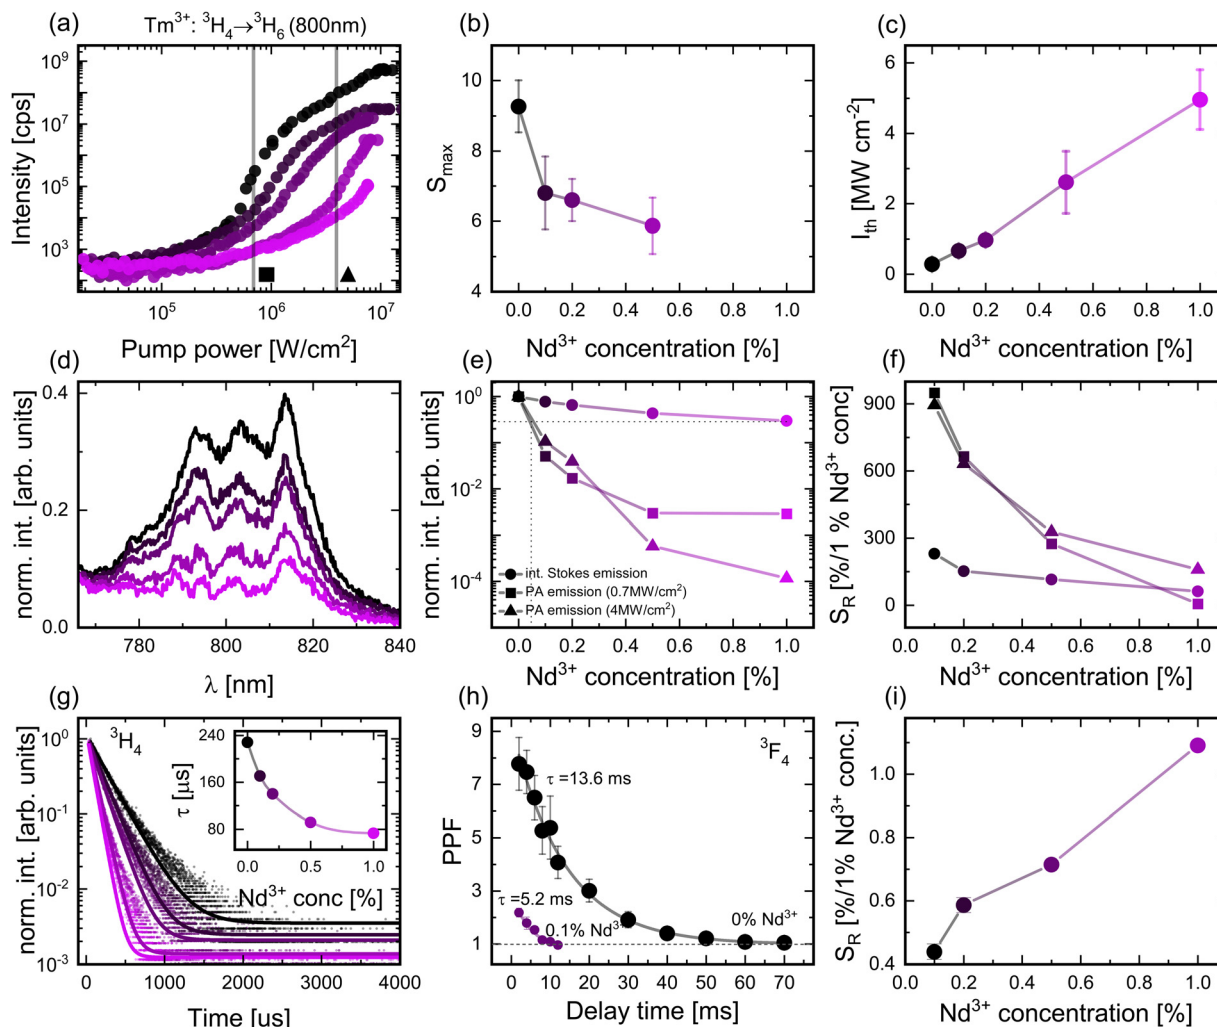 (a)
Tm³⁺: ³H₄→³H₆ (800nm)
10⁹
10⁷
10⁵
10³
Intensity [cps]
10⁵
10⁶
10⁷
Pump power [W/cm²]
(b)
10
8
6
4
Sₘₐₓ
0.0
0.2
0.4
0.6
0.8
1.0
Nd³⁺ concentration [%]
(c)
6
4
2
0
Iₜₕ [MW cm⁻²]
0.0
0.2
0.4
0.6
0.8
1.0
Nd³⁺ concentration [%]
(d)
0.4
0.2
0.0
norm. int. [arb. units]
780
800
820
840
λ [nm]
(e)
10⁰
10⁻²
10⁻⁴
norm. int. [arb. units]
int. Stokes emission
PA emission (0.7MW/cm²)
PA emission (4MW/cm²)
0.0
0.2
0.4
0.6
0.8
1.0
Nd³⁺ concentration [%]
(f)
900
600
300
0
S_R [%/1 % Nd³⁺ conc]
0.0
0.2
0.4
0.6
0.8
1.0
Nd³⁺ concentration [%]
(g)
³H₄
10⁰
10⁻¹
10⁻²
10⁻³
norm. int. [arb. units]
240
160
80
τ [µs]
0.0
0.5
1.0
Nd³⁺ conc [%]
0
1000
2000
3000
4000
Time [us]
(h)
³F₄
9
7
5
3
1
PPF
τ =13.6 ms
τ =5.2 ms
0.1% Nd³⁺
0% Nd³⁺
0
10
20
30
40
50
60
70
Delay time [ms]
(i)
1.0
0.8
0.6
0.4
S_R [%/1% Nd³⁺ conc.]
0.0
0.2
0.4
0.6
0.8
1.0
Nd³⁺ concentration [%]